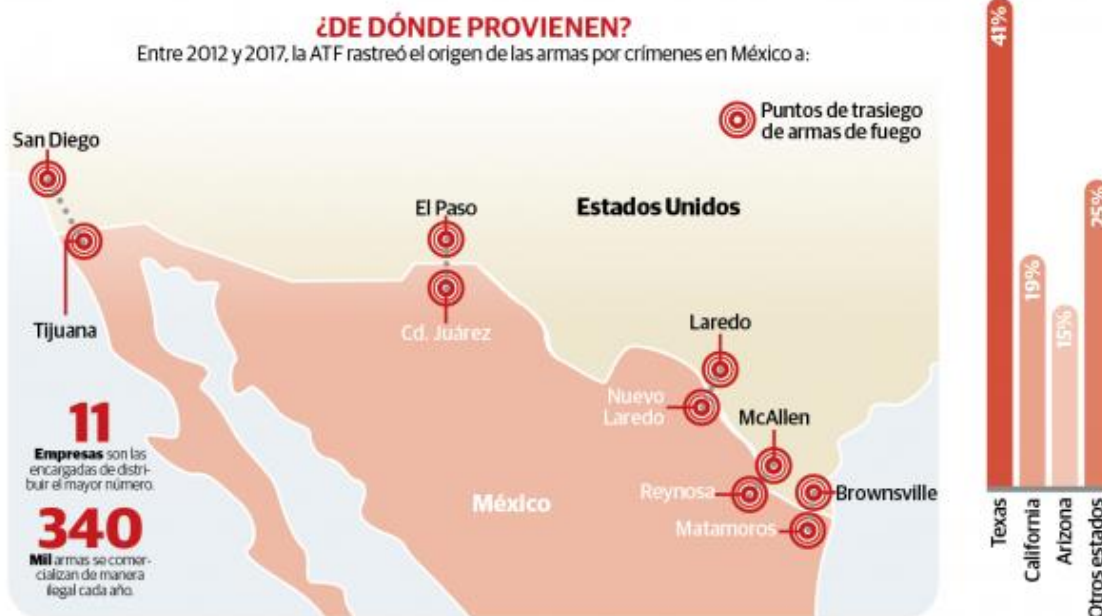 ¿DE DÓNDE PROVIENEN?
Entre 2012 y 2017, la ATF rastreó el origen de las armas por crímenes en México a:
Puntos de trasiego
de armas de fuego
San Diego
Tijuana
El Paso
Cd. Juárez
Estados Unidos
Laredo
Nuevo
Laredo
McAllen
Reynosa
Brownsville
Matamoros
México
11
Empresas son las
encargadas de distri-
buir el mayor número.
340
Mil armas se comer-
cializan de manera
ilegal cada año.
41%
19%
15%
25%
Texas
California
Arizona
Otros estados